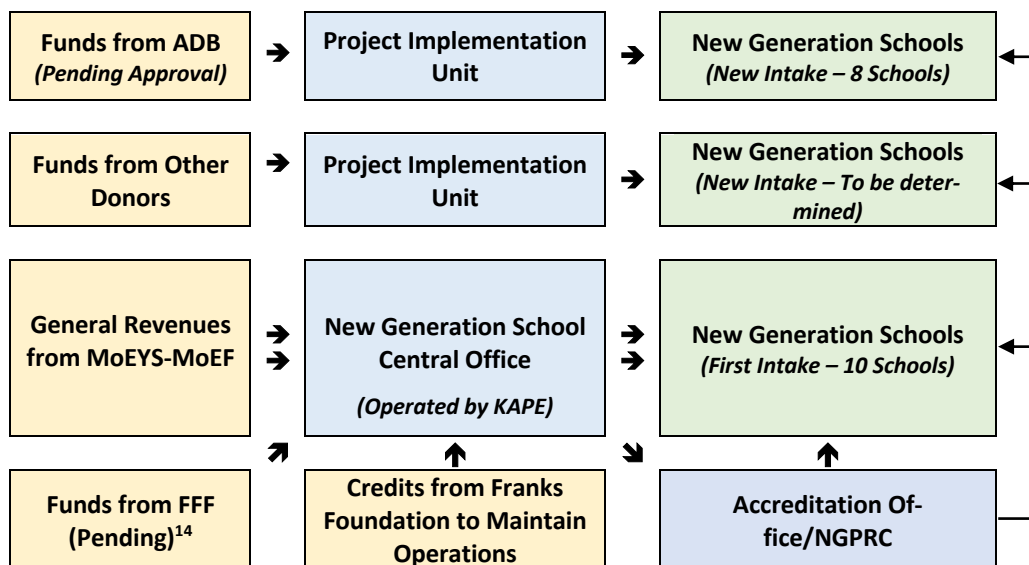 Funds from ADB
(Pending Approval)
Project Implementation
Unit
New Generation Schools
(New Intake – 8 Schools)
Funds from Other
Donors
Project Implementation
Unit
New Generation Schools
(New Intake – To be deter-
mined)
General Revenues
from MoEYS-MoEF
New Generation School
Central Office
(Operated by KAPE)
New Generation Schools
(First Intake – 10 Schools)
Funds from FFF
(Pending)14
Credits from Franks
Foundation to Maintain
Operations
Accreditation Of-
fice/NGPRC